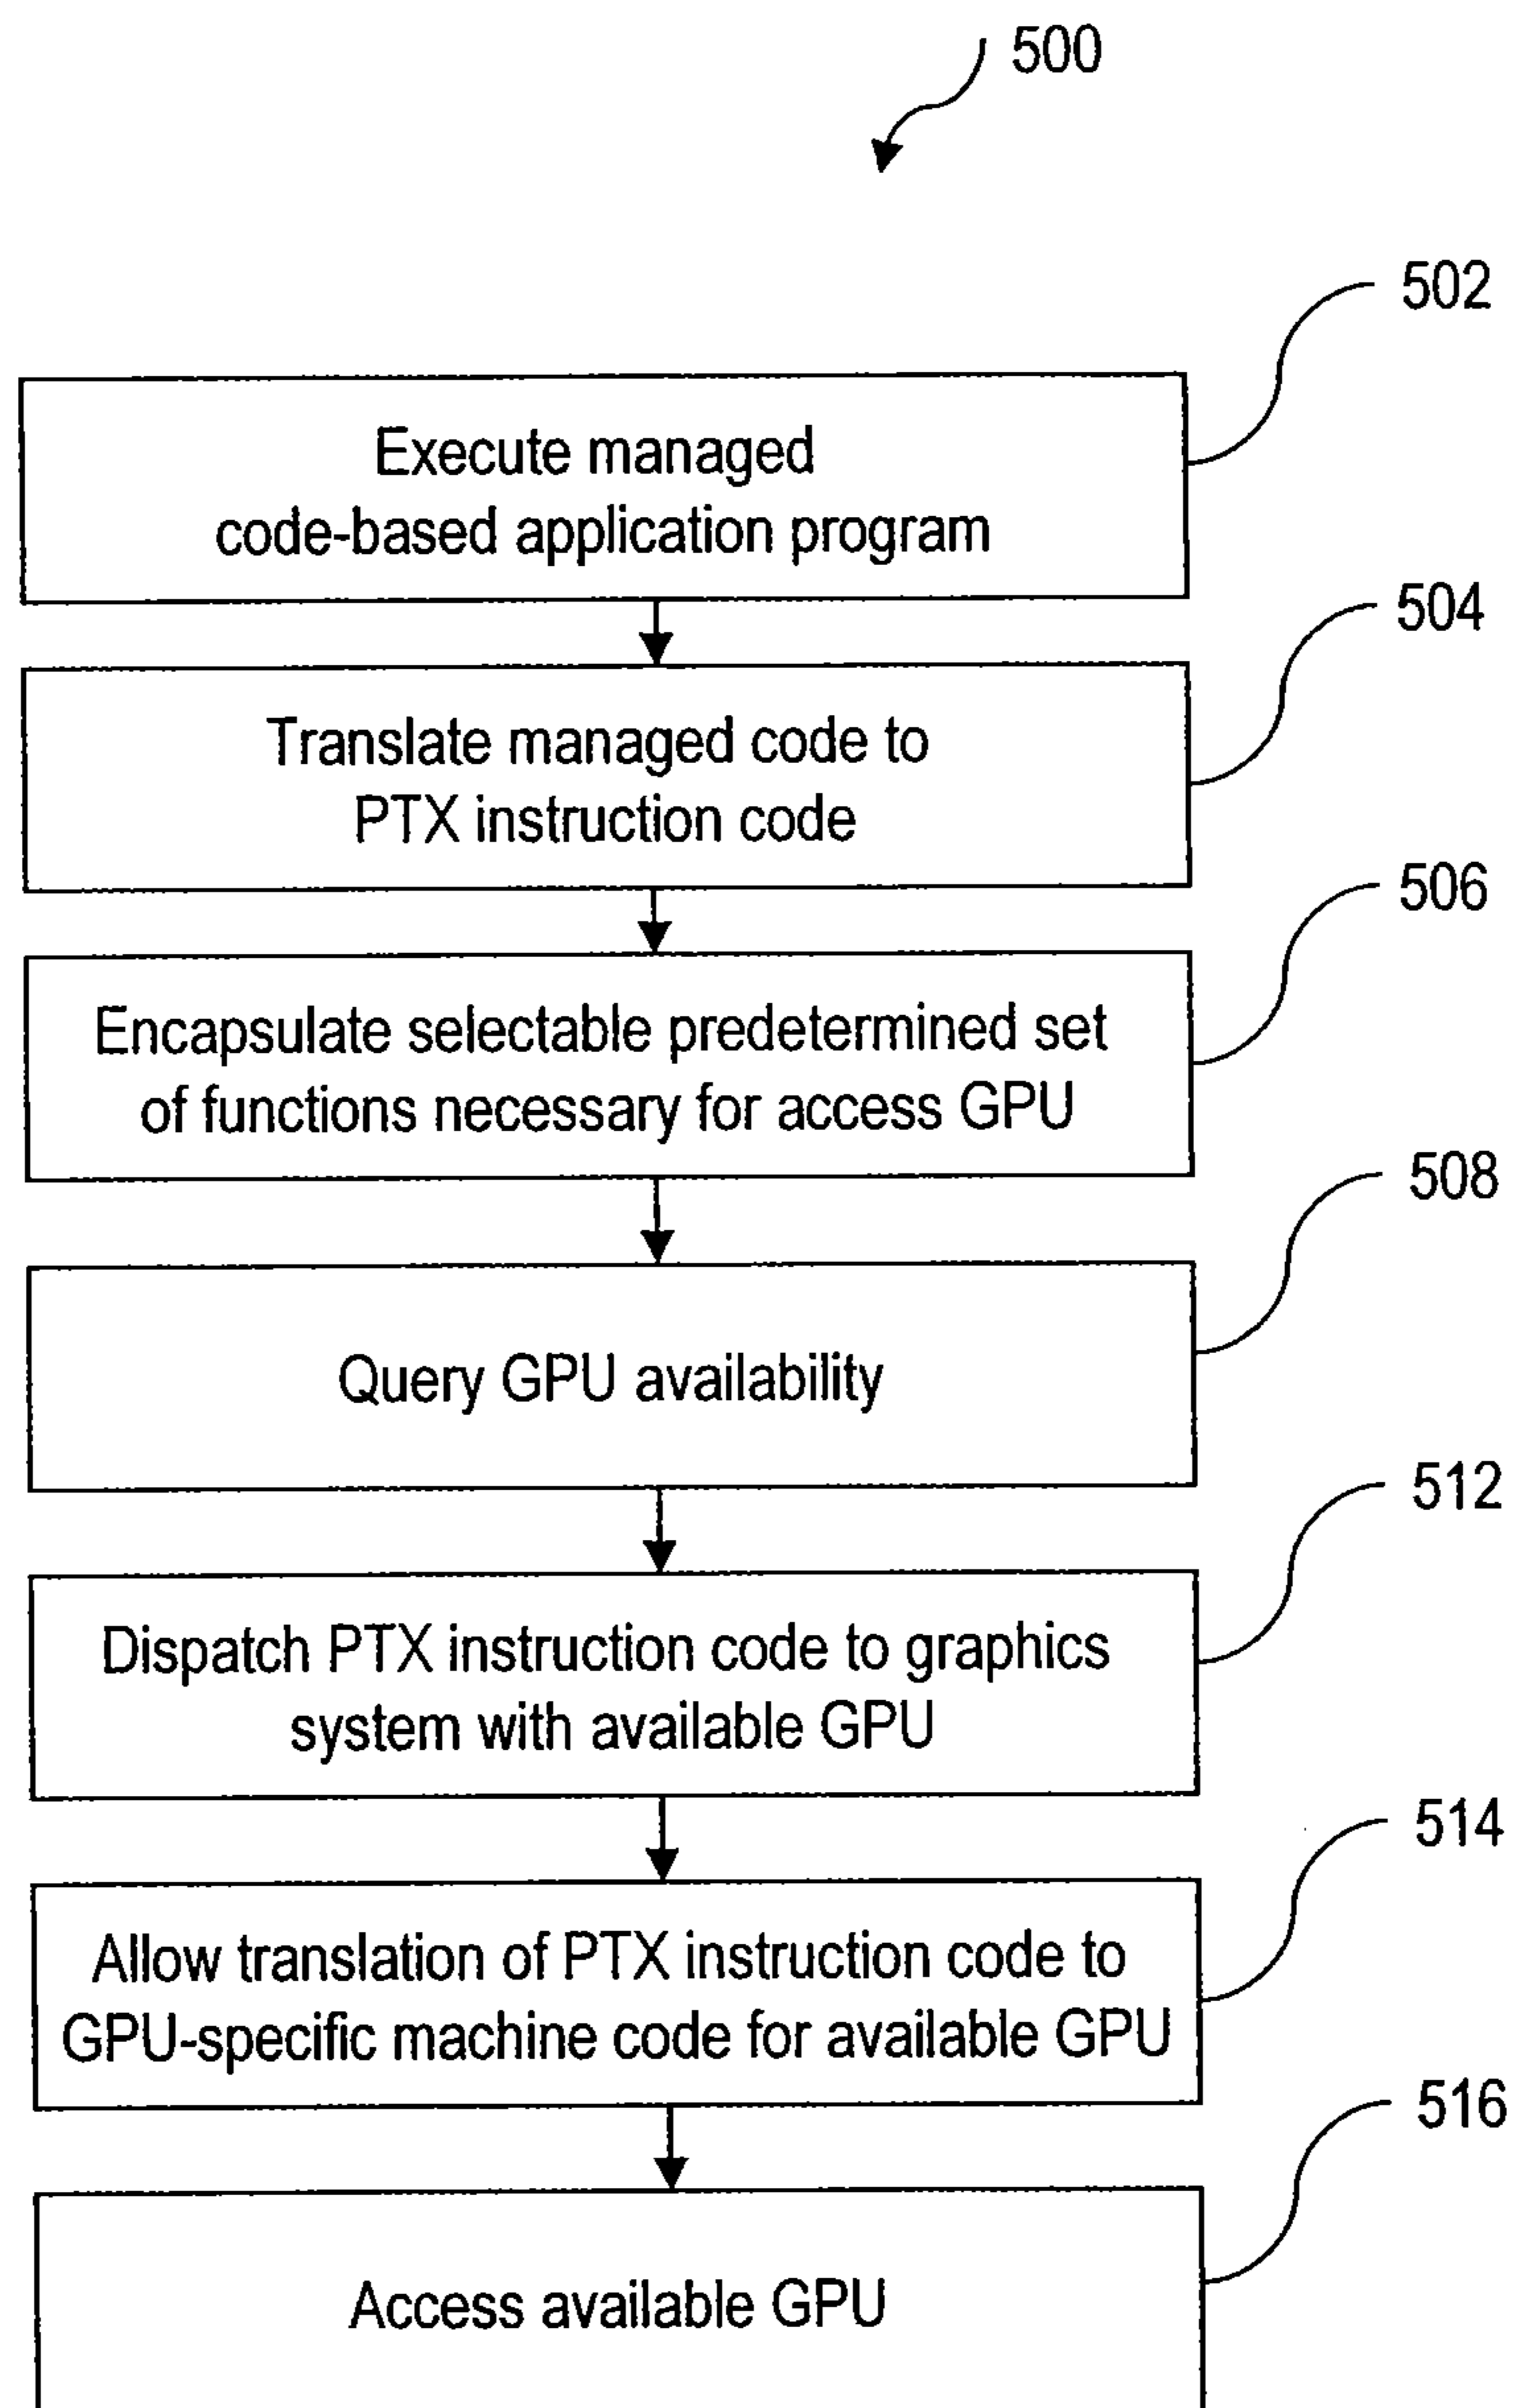 500
502
Execute managed
code-based application program
504
Translate managed code to
PTX instruction code
506
Encapsulate selectable predetermined set
of functions necessary for access GPU
508
Query GPU availability
512
Dispatch PTX instruction code to graphics
system with available GPU
514
Allow translation of PTX instruction code to
GPU-specific machine code for available GPU
516
Access available GPU